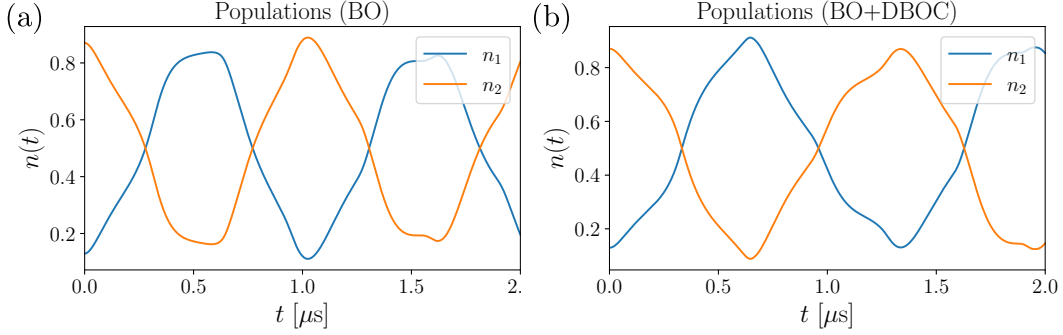 (a)
Populations (BO)
n(t)
0.8
0.6
0.4
0.2
n₁
n₂
0.0
0.5
1.0
1.5
2.
t [μs]
(b)
Populations (BO+DBOC)
n(t)
0.8
0.6
0.4
0.2
n₁
n₂
0.0
0.5
1.0
1.5
2.0
t [μs]